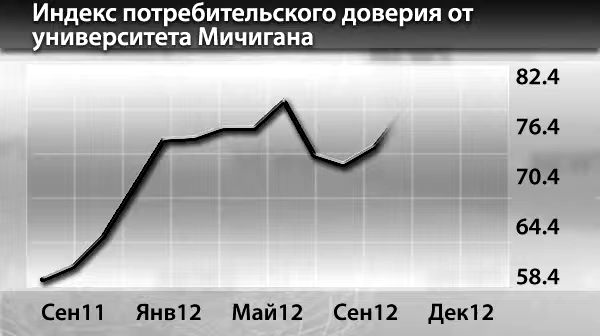 Индекс потребительского доверия от
университета Мичигана
82.4
76.4
70.4
64.4
58.4
Сен11 Янв12 Май12 Сен12 Дек12